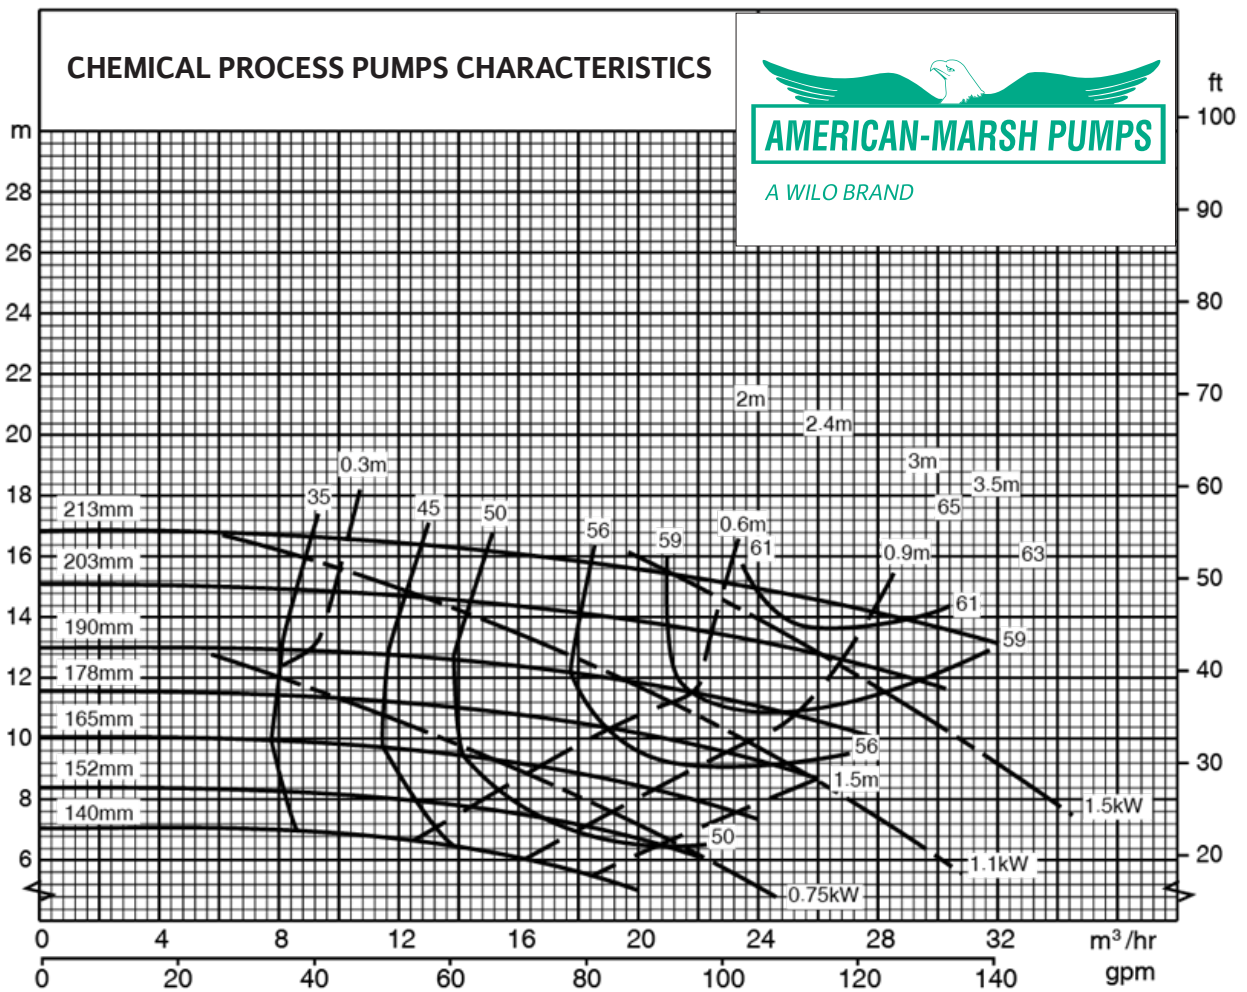 CHEMICAL PROCESS PUMPS CHARACTERISTICS
AMERICAN-MARSH PUMPS
A WILO BRAND
ft
100
m
28
90
26
24
80
22
2m
70
2.4m
20
0.3m
3m
3.5m
60
18
35
45
50
65
213mm
56
59
0.6m
61
0.9m
63
16
203mm
50
14
61
190mm
59
12
178mm
40
165mm
10
56
30
152mm
1.5m
8
140mm
1.5kW
50
6
1.1kW
20
0.75kW
0 4 8 12 16 20 24 28 32 m³/hr
0 20 40 60 80 100 120 140 gpm